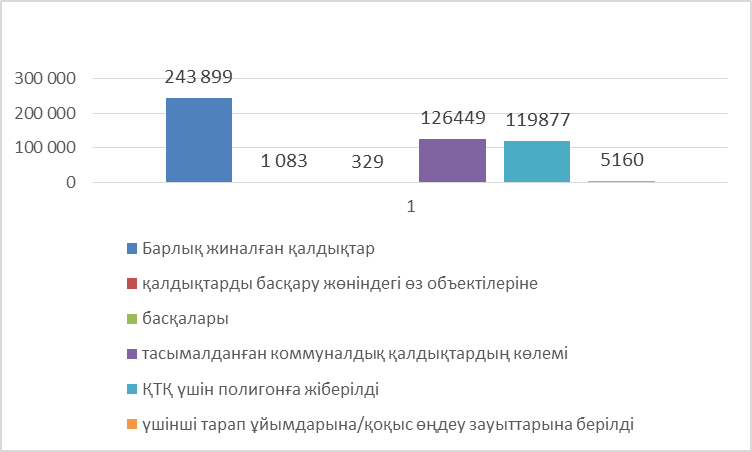 300 000
200 000
100 000
0
243 899
1 083
329
126449
119877
5160
1
Барлық жиналған қалдықтар
қалдықтарды басқару жөніндегі өз объектілеріне
басқалары
тасымалданған коммуналдық қалдықтардың көлемі
ҚТҚ үшін полигонға жіберілді
үшінші тарап ұйымдарына/қоқыс өңдеу зауыттарына берілді